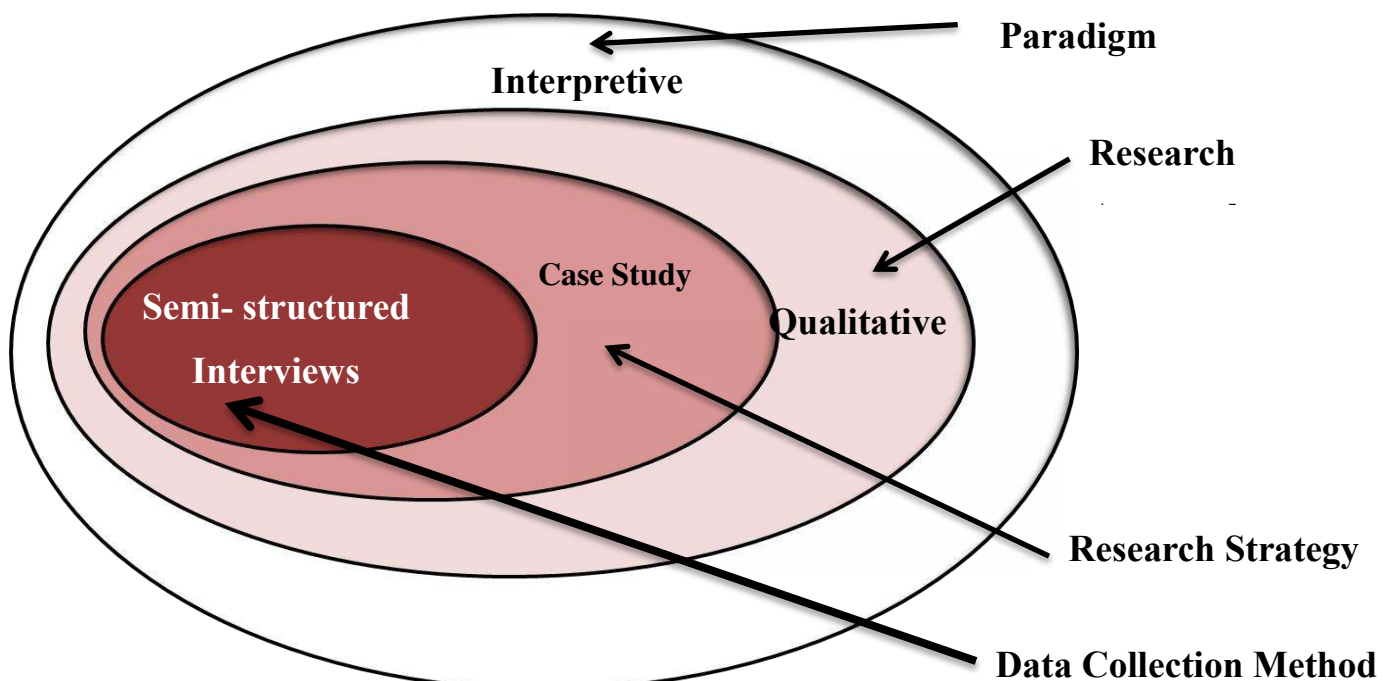 Paradigm
Interpretive
Research
Case Study
Semi- structured
Interviews
Qualitative
Research Strategy
Data Collection Method